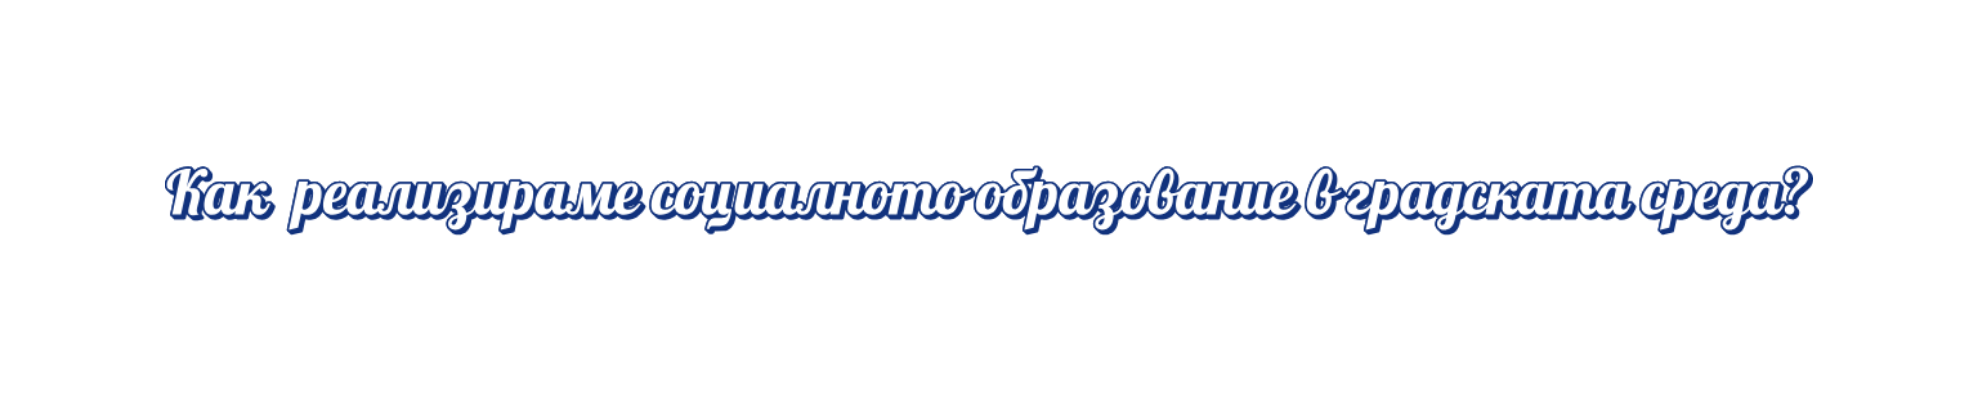 Как реализираме социалното образование в градската среда?